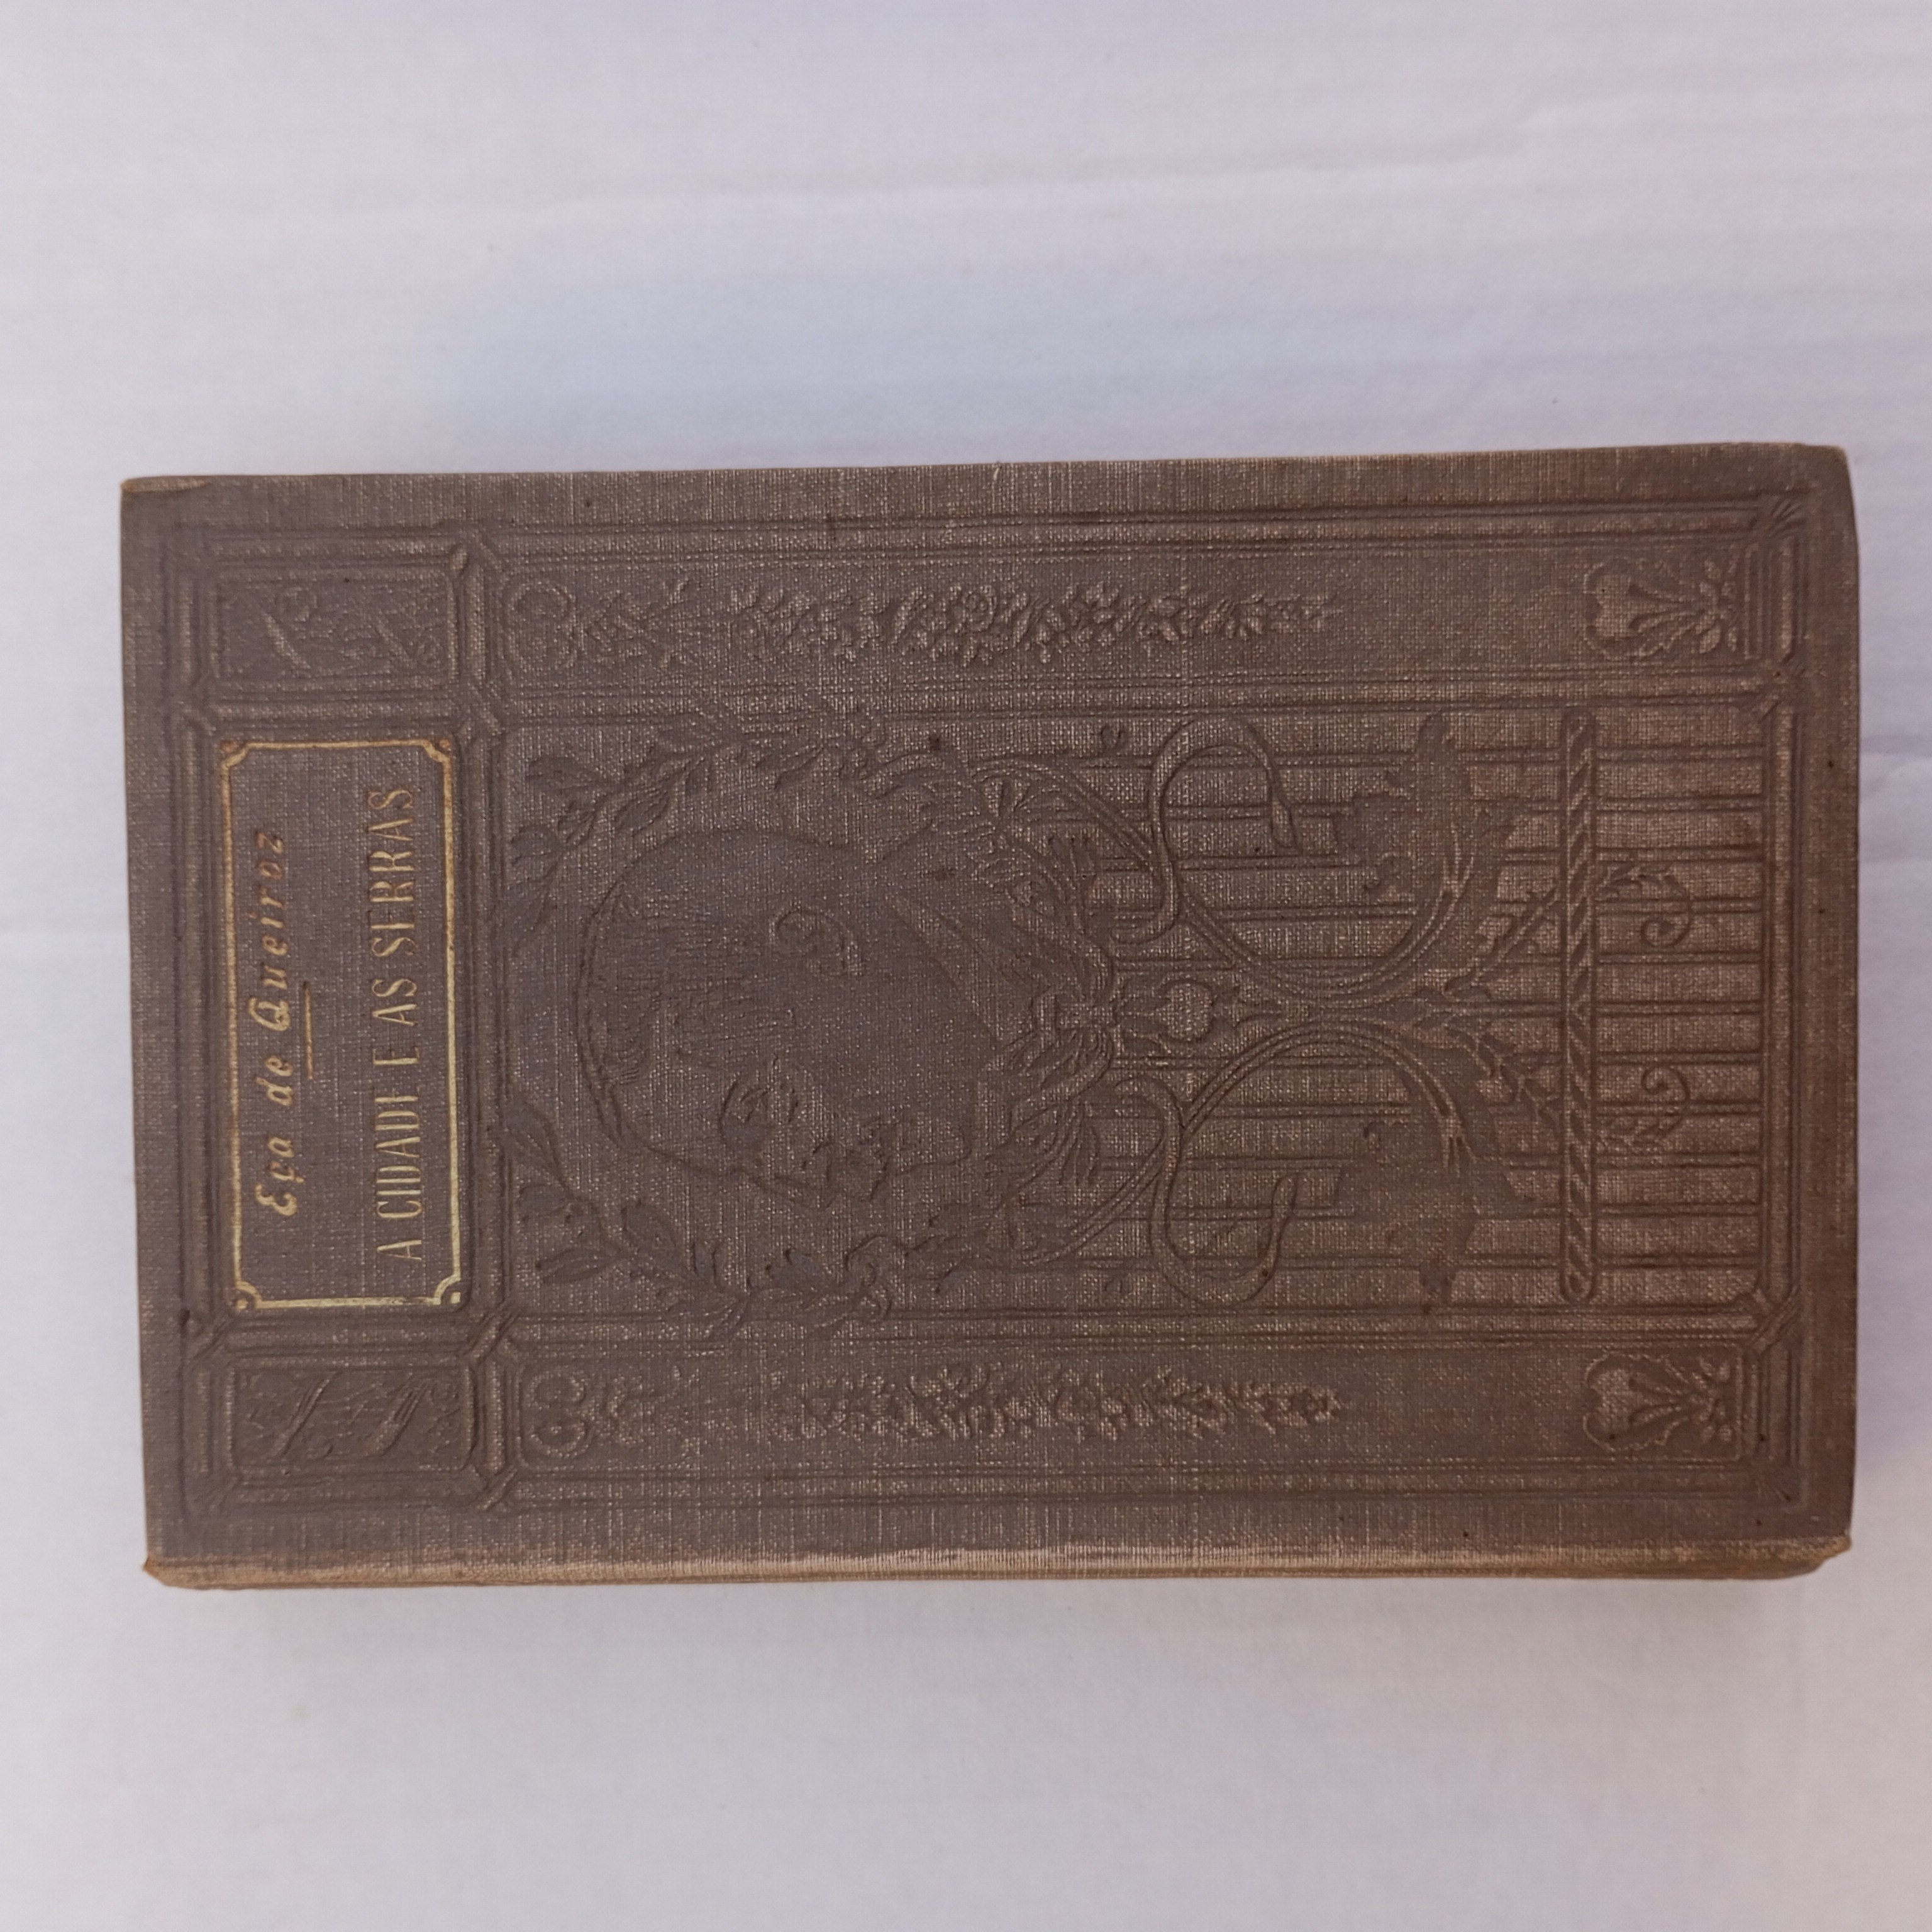 Eça de Queiroz
A CIDADE E AS SERRAS